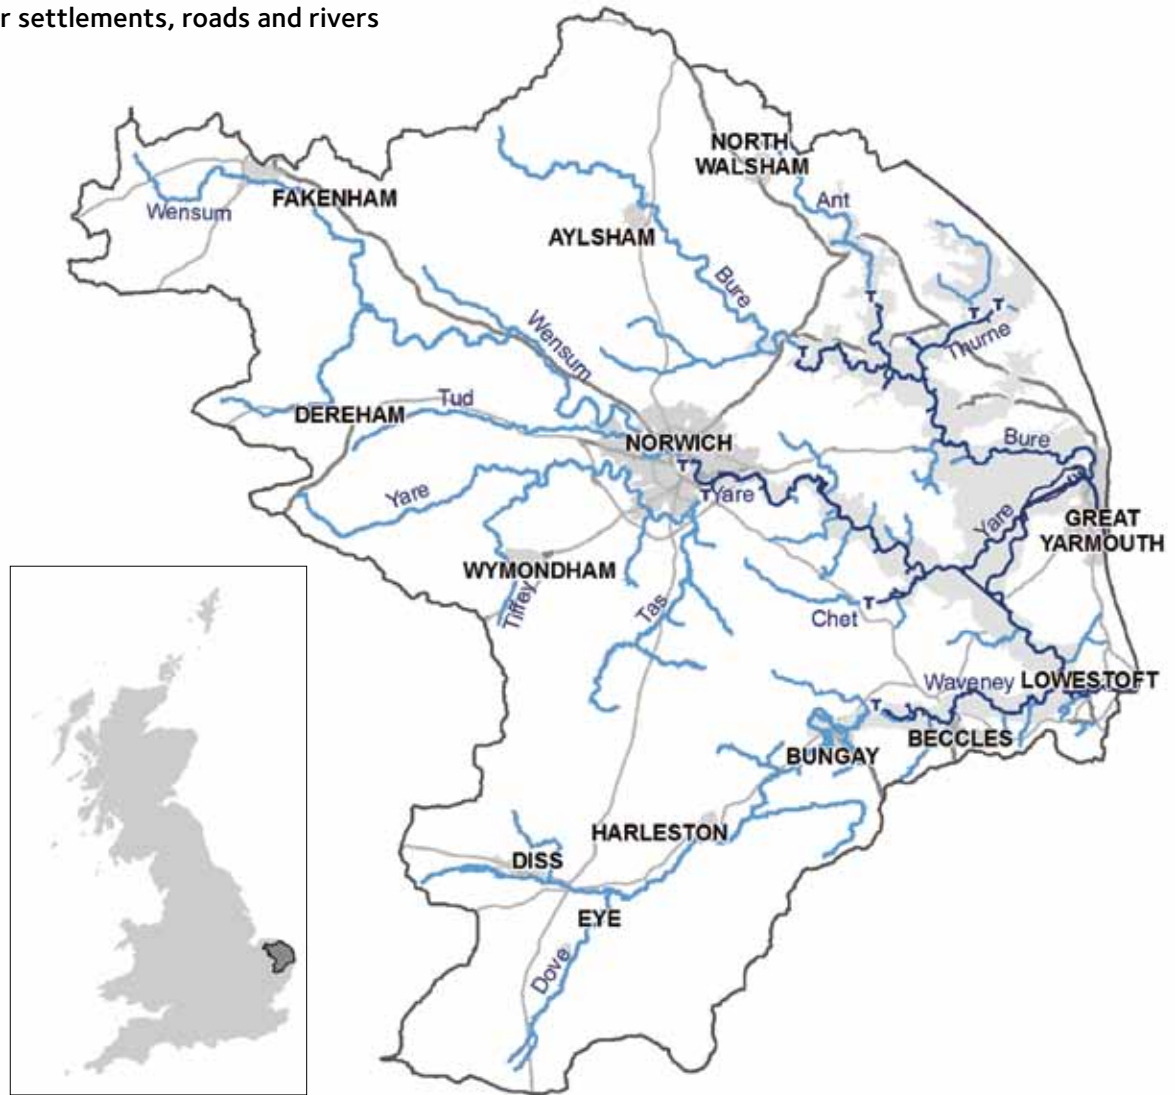 r settlements, roads and rivers
NORTH
WALSHAM
Ant
FAKENHAM
Wensum
AYLSHAM
Bure
Wensum
Thurne
Tud
DEREHAM
NORWICH
T
Bure
Yare
T
Yare
Yare
GREAT
YARMOUTH
WYMONDHAM
Tiffey
Tas
T
Chet
Waveney
LOWESTOFT
T
BECCLES
BUNGAY
HARLESTON
DISS
EYE
Dove
T
T
T
T